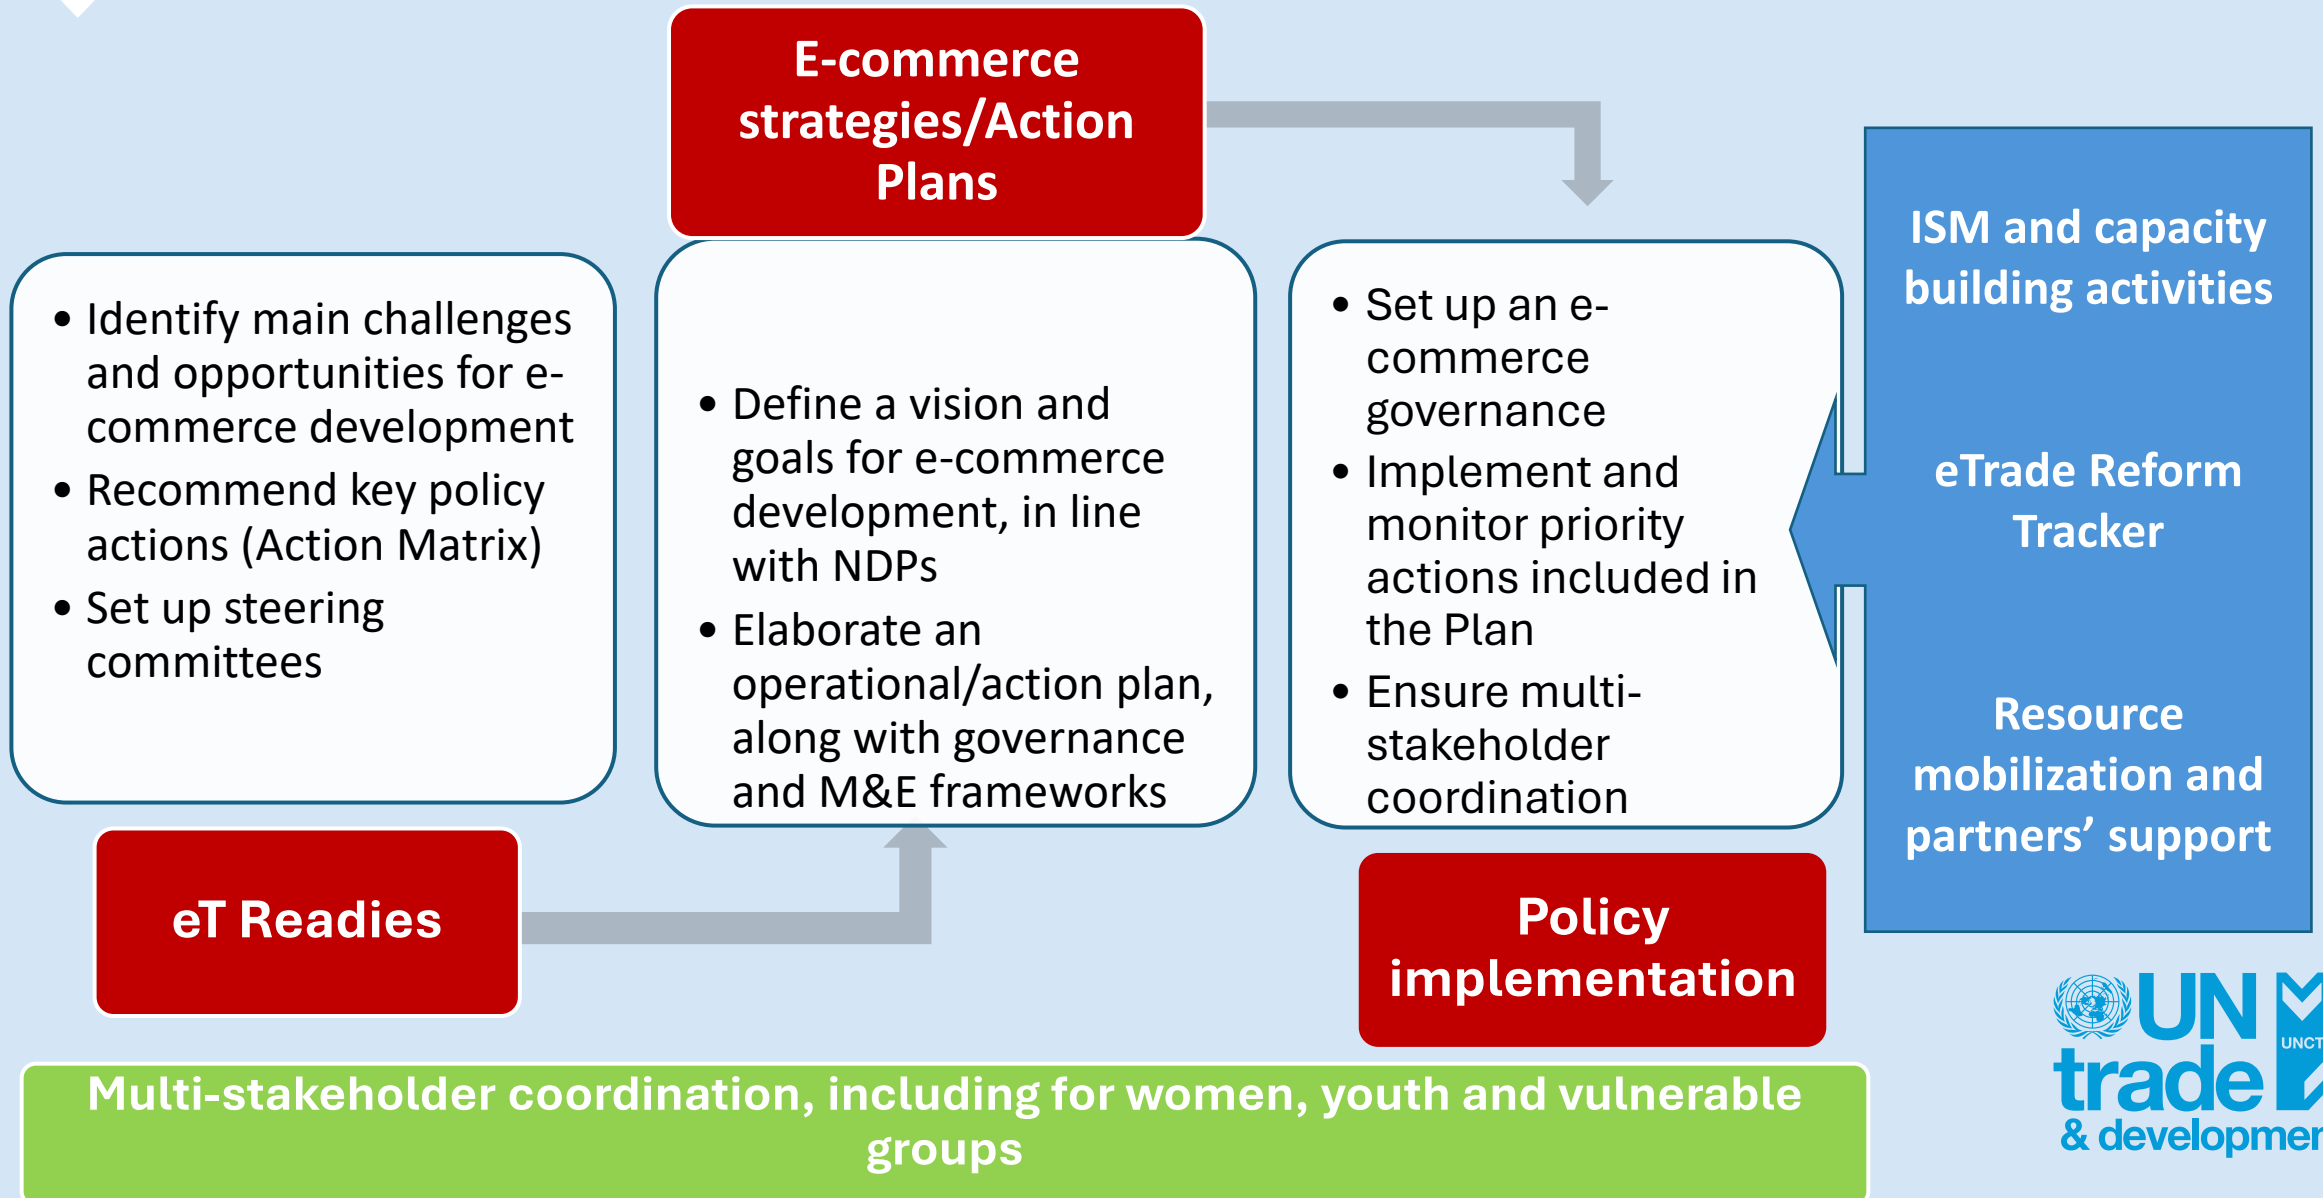 E-commerce
strategies/Action
Plans
• Identify main challenges
and opportunities for e-
commerce development
• Recommend key policy
actions (Action Matrix)
• Set up steering
committees
eT Readies
• Define a vision and
goals for e-commerce
development, in line
with NDPs
• Elaborate an
operational/action plan,
along with governance
and M&E frameworks
• Set up an e-
commerce
governance
• Implement and
monitor priority
actions included in
the Plan
• Ensure multi-
stakeholder
coordination
Policy
implementation
ISM and capacity
building activities
eTrade Reform
Tracker
Resource
mobilization and
partners’ support
Multi-stakeholder coordination, including for women, youth and vulnerable
groups
UN
UNCT
trade
& developmen